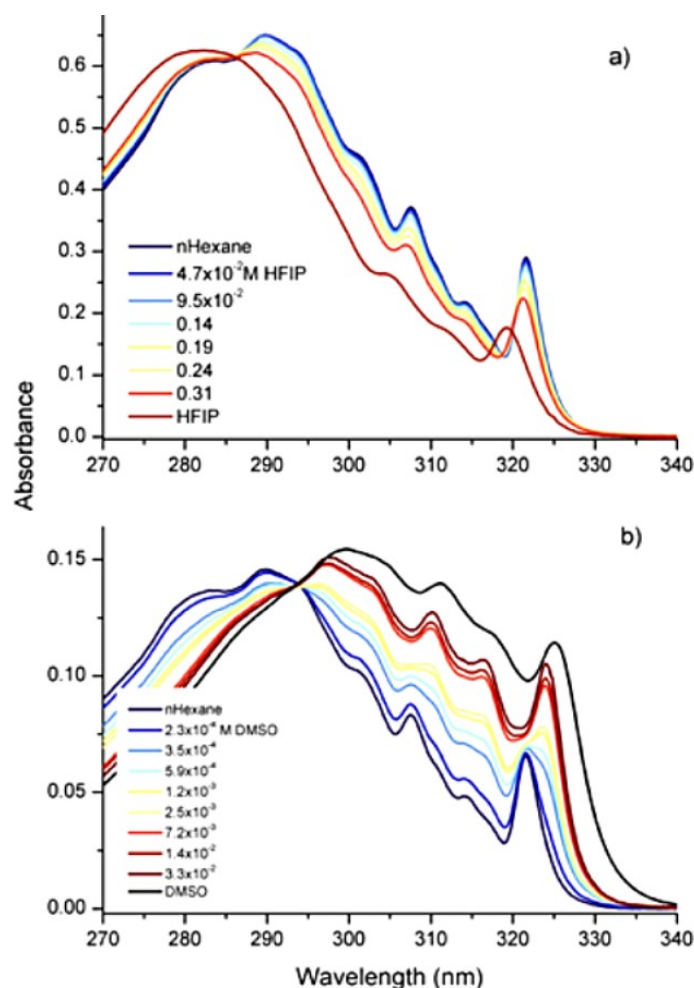 a)
0.6
0.5
0.4
0.3
0.2
0.1
0.0
nHexane
4.7x10⁻²M HFIP
9.5x10⁻²
0.14
0.19
0.24
0.31
HFIP
270 280 290 300 310 320 330 340
Absorbance
b)
0.15
0.10
0.05
0.00
nHexane
2.3x10⁻⁴ M DMSO
3.5x10⁻⁴
5.9x10⁻⁴
1.2x10⁻³
2.5x10⁻³
7.2x10⁻³
1.4x10⁻²
3.3x10⁻²
DMSO
270 280 290 300 310 320 330 340
Wavelength (nm)